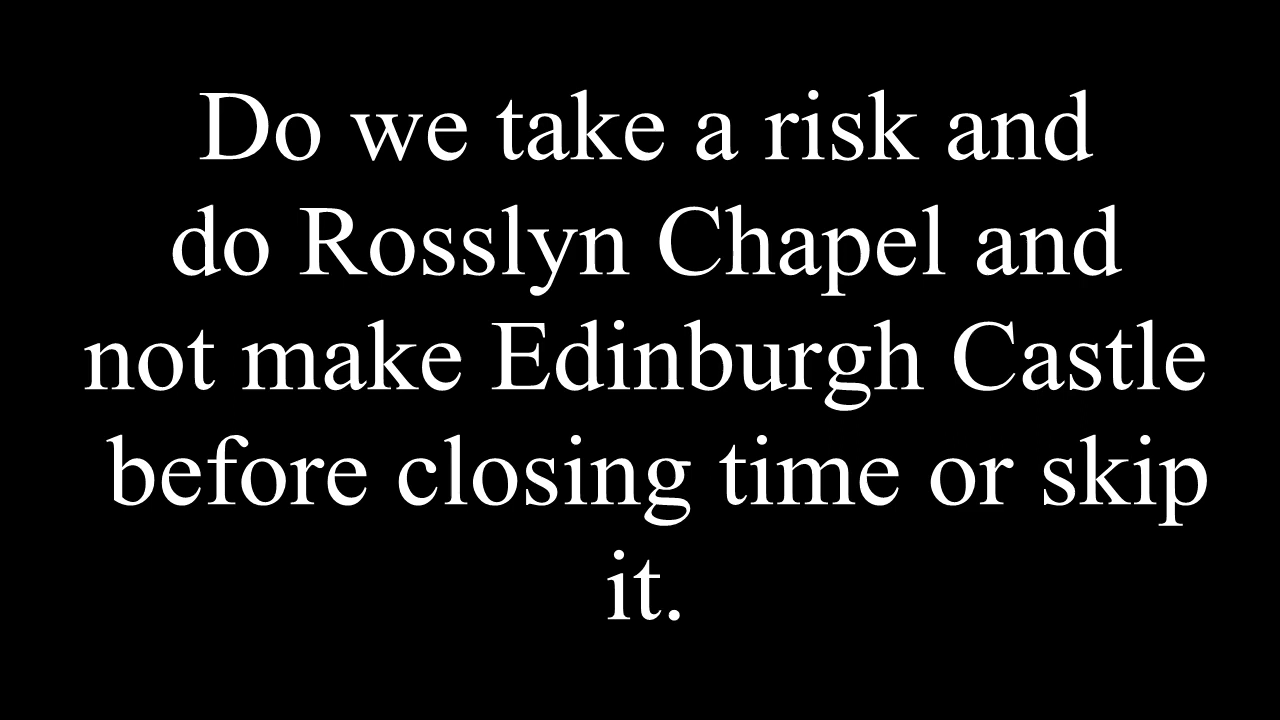 Do we take a risk and
do Rosslyn Chapel and
not make Edinburgh Castle
before closing time or skip
it.